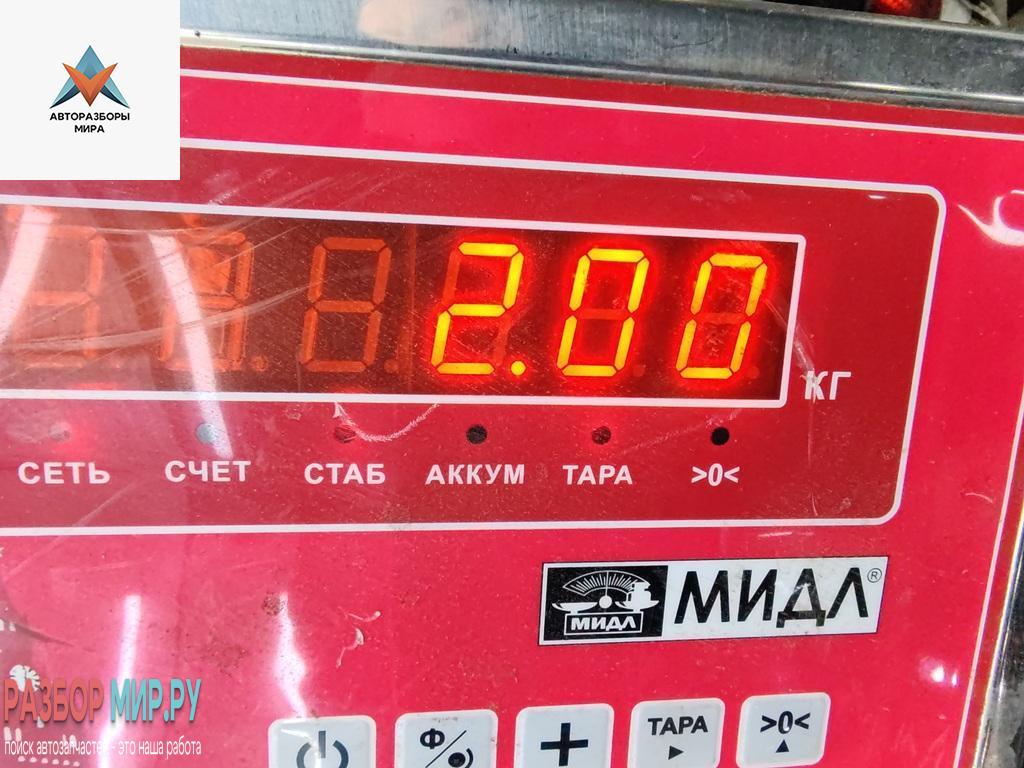 АВТОРАЗБОРЫ
МИРА
2.00
КГ
СЕТЬ СЧЕТ СТАБ АККУМ ТАРА >0<
МИДЛ МИДЛ®
РАЗБОР МИР.РУ
поиск автозапчастей - это наша работа
Ф/
+
ТАРА
>0<